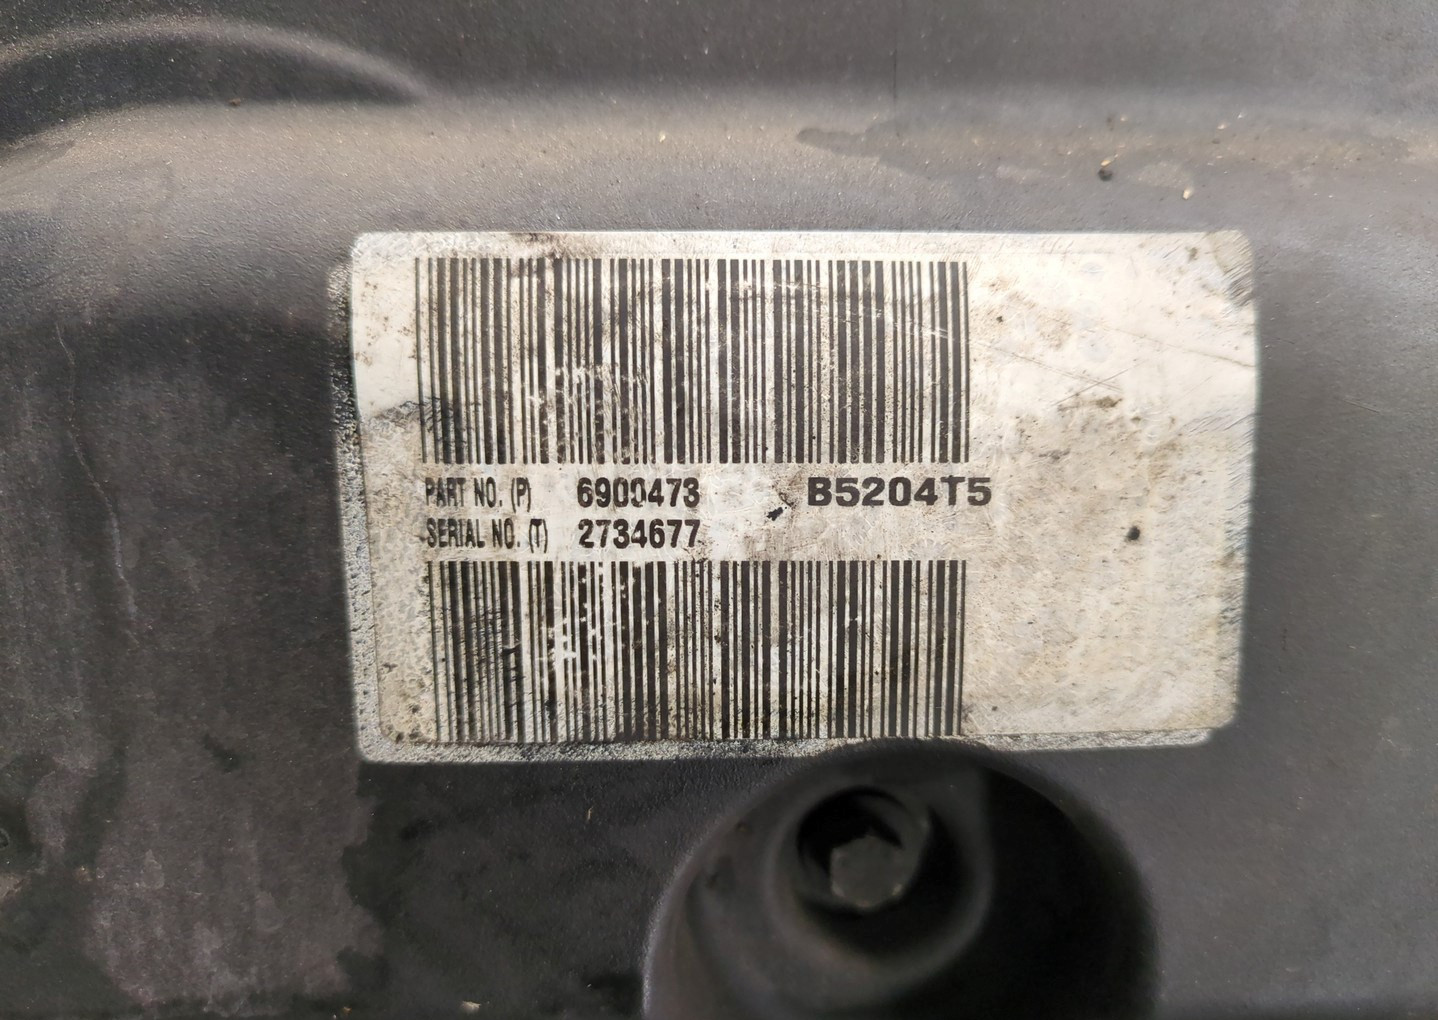 PART NO. (P) 6900473 B5204T5
SERIAL NO. (T) 2734677